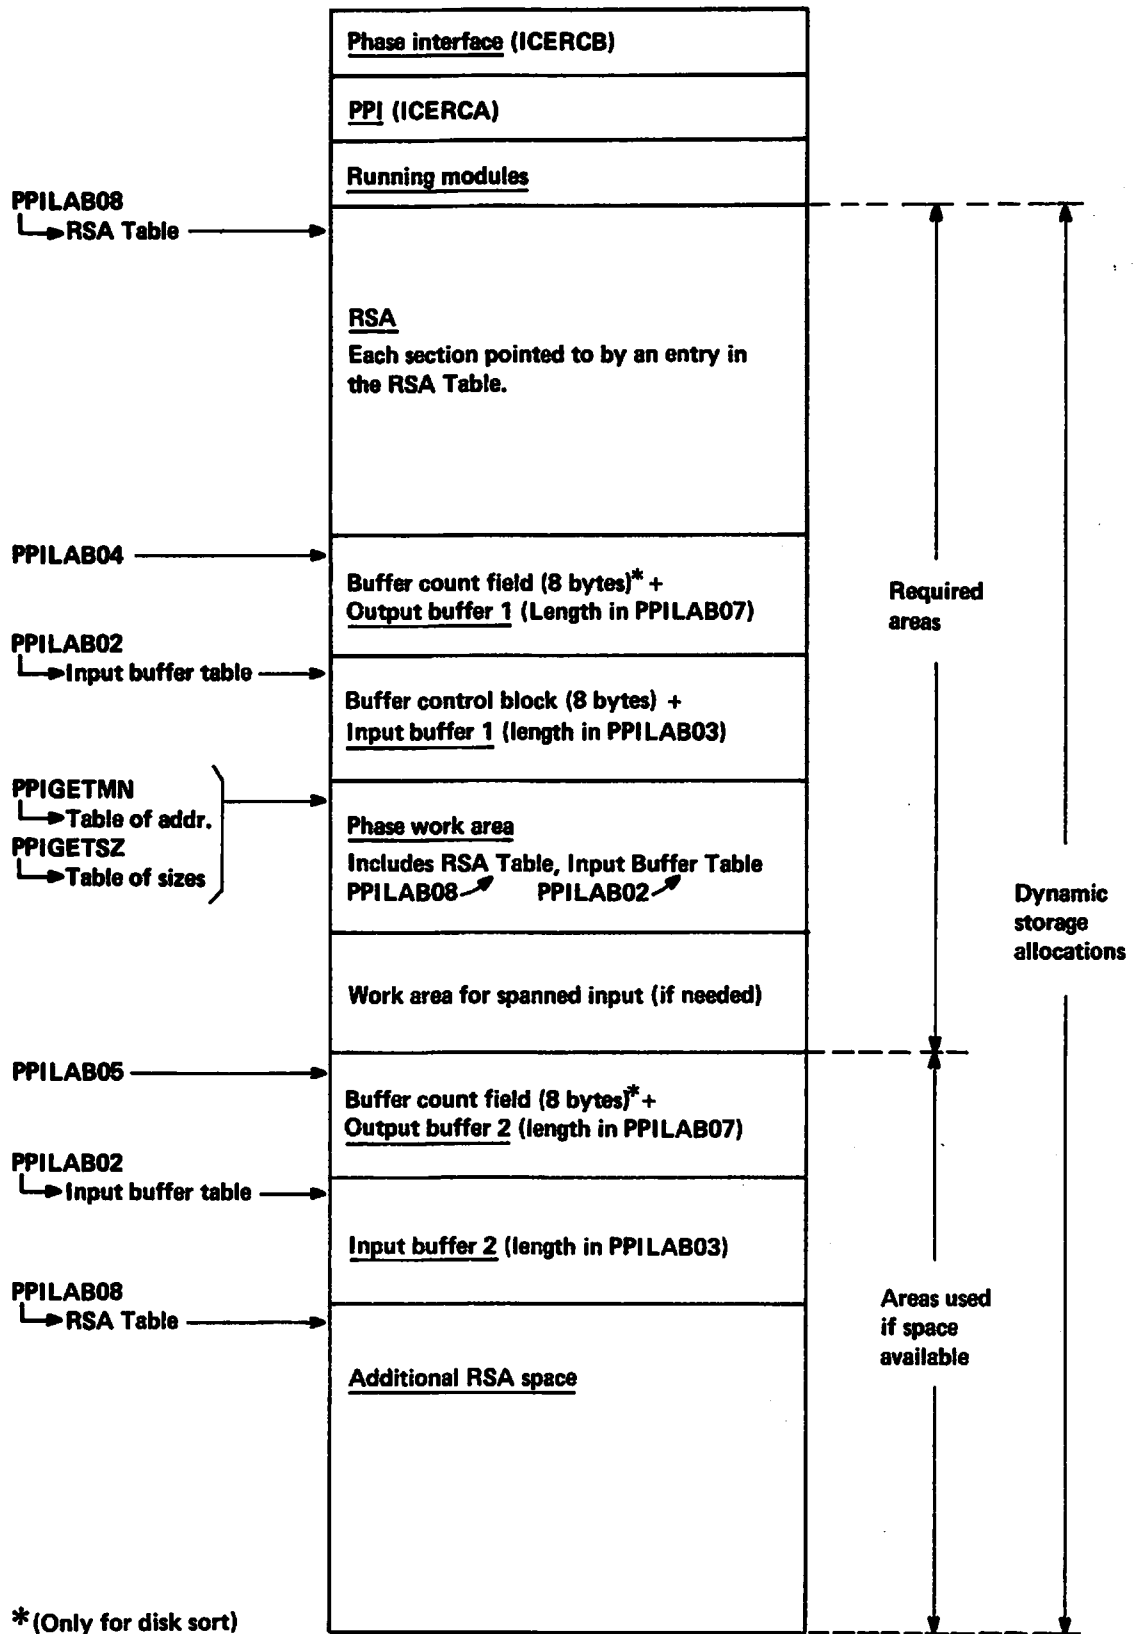 Phase interface (ICERCB)
PPI (ICERCA)
Running modules
PPILAB08
RSA Table
RSA
Each section pointed to by an entry in
the RSA Table.
PPILAB04
Buffer count field (8 bytes)* +
Output buffer 1 (Length in PPILAB07)
Required
areas
PPILAB02
Input buffer table
Buffer control block (8 bytes) +
Input buffer 1 (length in PPILAB03)
PPIGETMN
Table of addr.
PPIGETSZ
Table of sizes
Phase work area
Includes RSA Table, Input Buffer Table
PPILAB08 PPILAB02
Dynamic
storage
allocations
Work area for spanned input (if needed)
PPILAB05
Buffer count field (8 bytes)* +
Output buffer 2 (length in PPILAB07)
PPILAB02
Input buffer table
Input buffer 2 (length in PPILAB03)
PPILAB08
RSA Table
Areas used
if space
available
Additional RSA space
*(Only for disk sort)